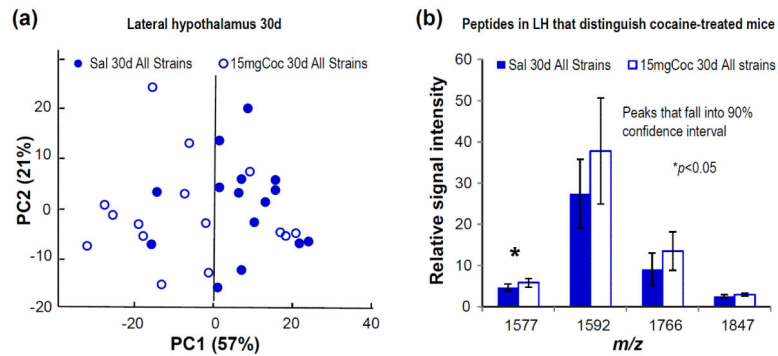 (a)
Lateral hypothalamus 30d
Sal 30d All Strains
15mgCoc 30d All Strains
PC2 (21%)
20
10
0
-10
-20
-20
0
20
40
PC1 (57%)
(b)
Peptides in LH that distinguish cocaine-treated mice
Sal 30d All Strains
15mgCoc 30d All strains
Relative signal intensity
60
50
40
30
20
10
0
Peaks that fall into 90%
confidence interval
*p<0.05
*
1577
1592
1766
1847
m/z